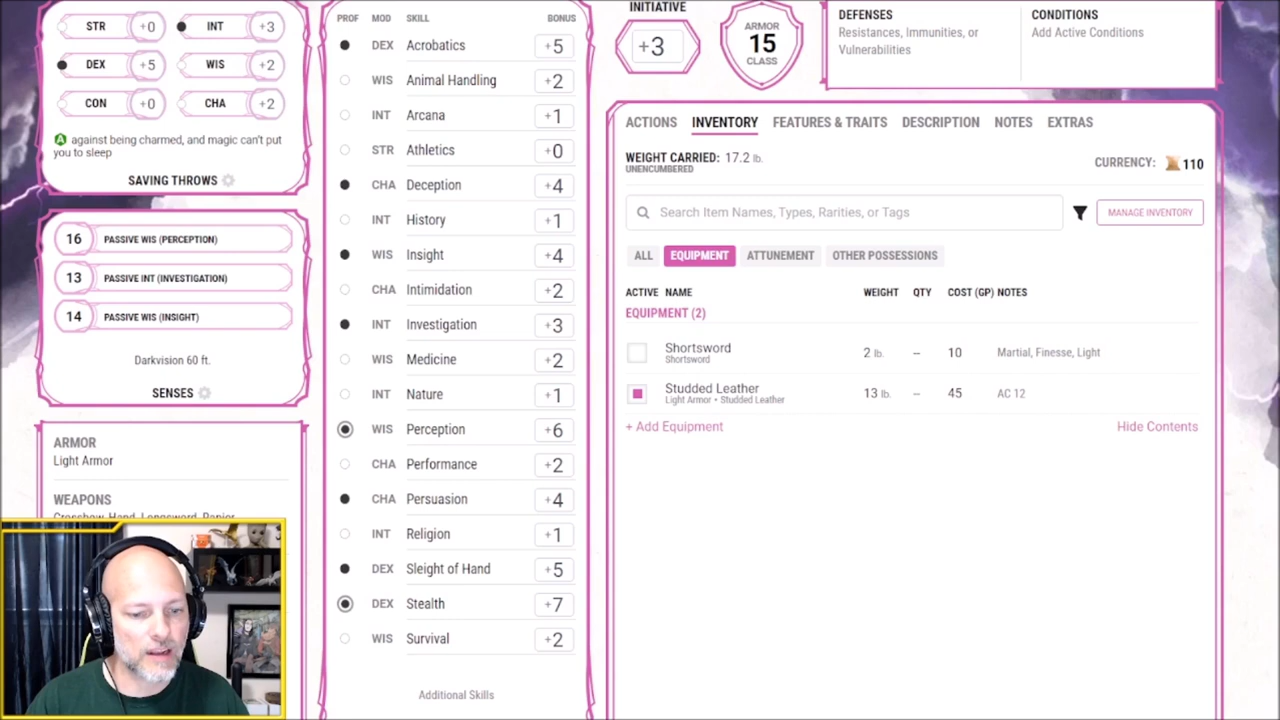 STR +0 INT +3
DEX +5 WIS +2
CON +0 CHA +2
A against being charmed, and magic can't put
you to sleep
SAVING THROWS
16 PASSIVE WIS (PERCEPTION)
13 PASSIVE INT (INVESTIGATION)
14 PASSIVE WIS (INSIGHT)
Darkvision 60 ft.
SENSES
ARMOR
Light Armor
WEAPONS
Crossbow, Hand, Longsword, Rapier,
PROF MOD SKILL BONUS
DEX Acrobatics +5
WIS Animal Handling +2
INT Arcana +1
STR Athletics +0
CHA Deception +4
INT History +1
WIS Insight +4
CHA Intimidation +2
INT Investigation +3
WIS Medicine +2
INT Nature +1
WIS Perception +6
CHA Performance +2
CHA Persuasion +4
INT Religion +1
DEX Sleight of Hand +5
DEX Stealth +7
WIS Survival +2
Additional Skills
INITIATIVE
+3
ARMOR
15
CLASS
DEFENSES
Resistances, Immunities, or
Vulnerabilities
CONDITIONS
Add Active Conditions
ACTIONS INVENTORY FEATURES & TRAITS DESCRIPTION NOTES EXTRAS
WEIGHT CARRIED: 17.2 lb.
UNENCUMBERED
CURRENCY: 110
Search Item Names, Types, Rarities, or Tags
MANAGE INVENTORY
ALL EQUIPMENT ATTUNEMENT OTHER POSSESSIONS
ACTIVE NAME WEIGHT QTY COST (GP) NOTES
EQUIPMENT (2)
Shortsword 2 lb. -- 10 Martial, Finesse, Light
Shortsword
Studded Leather 13 lb. -- 45 AC 12
Light Armor • Studded Leather
+ Add Equipment Hide Contents